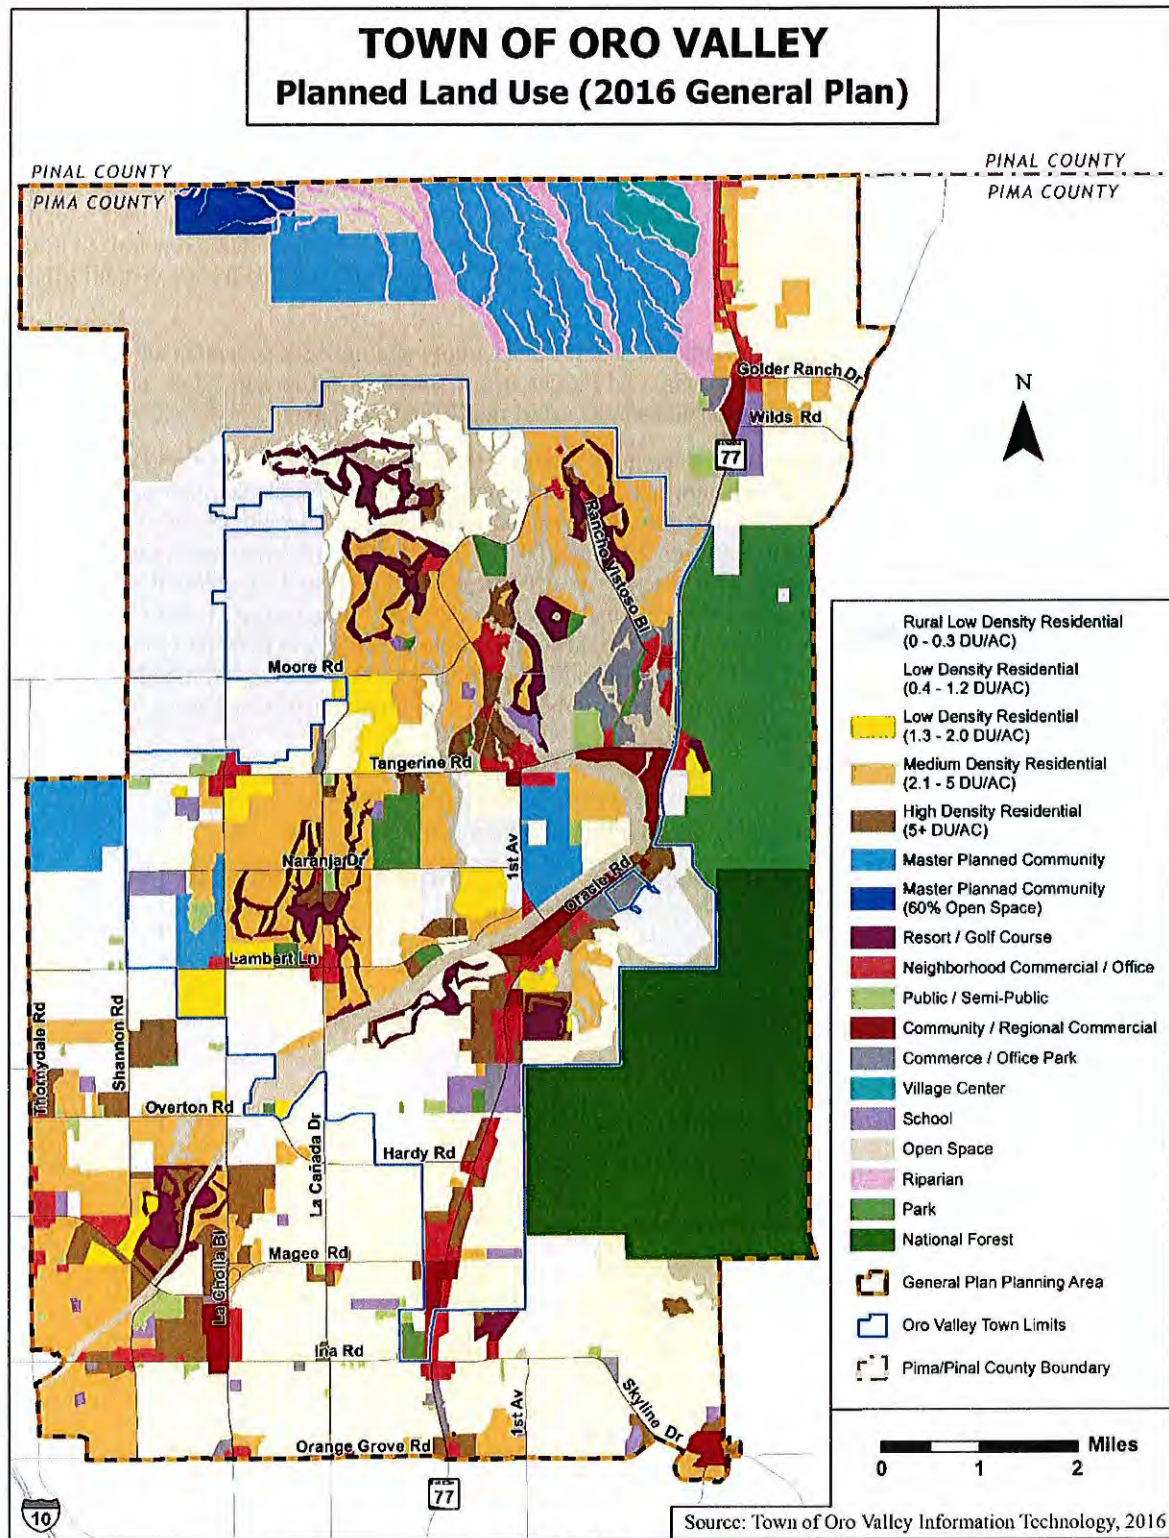 TOWN OF ORO VALLEY
Planned Land Use (2016 General Plan)
PINAL COUNTY
PIMA COUNTY
PINAL COUNTY
PIMA COUNTY
Golder Ranch Dr
Wilds Rd
77
N
Rancho Vistoso Bl
Moore Rd
Tangerine Rd
1st Av
Naranja Dr
Oracle Rd
Lambert Ln
Thornydale Rd
Shannon Rd
Overton Rd
La Cañada Dr
Hardy Rd
Magee Rd
La Cholla Bl
Ina Rd
1st Av
Skyline Dr
Orange Grove Rd
77
10
Rural Low Density Residential
(0 - 0.3 DU/AC)
Low Density Residential
(0.4 - 1.2 DU/AC)
Low Density Residential
(1.3 - 2.0 DU/AC)
Medium Density Residential
(2.1 - 5 DU/AC)
High Density Residential
(5+ DU/AC)
Master Planned Community
Master Planned Community
(60% Open Space)
Resort / Golf Course
Neighborhood Commercial / Office
Public / Semi-Public
Community / Regional Commercial
Commerce / Office Park
Village Center
School
Open Space
Riparian
Park
National Forest
General Plan Planning Area
Oro Valley Town Limits
Pima/Pinal County Boundary
Miles
0 1 2
Source: Town of Oro Valley Information Technology, 2016